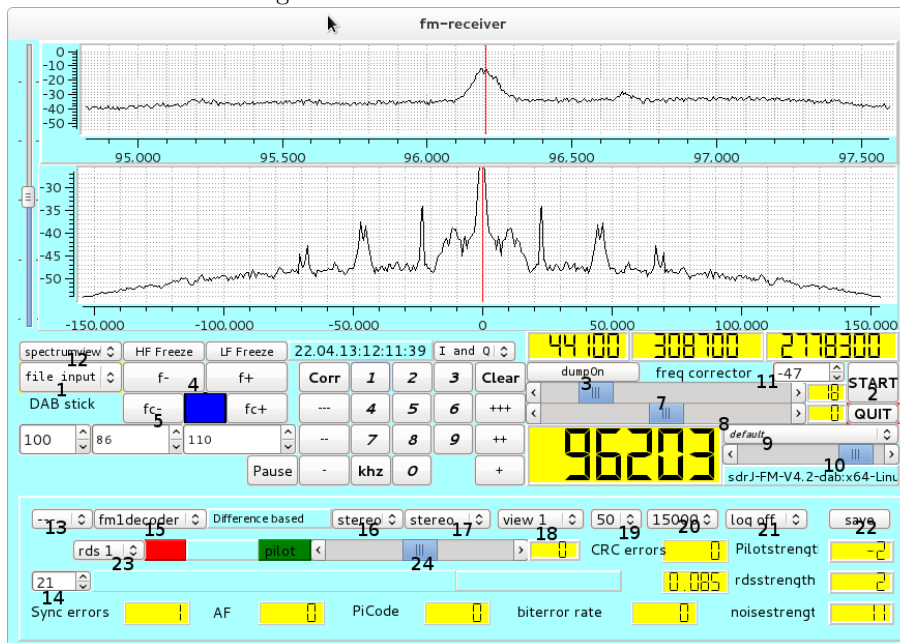 fm-receiver
0
-10
-20
-30
-40
-50
95,000 95,500 96,000 96,500 97,000 97,500
-30
-35
-40
-45
-50
-150,000 -100,000 -50,000 0 50,000 100,000 150,000
spectrumview HF Freeze LF Freeze 22.04.13:12:11:39 I and Q 44100 308700 2778300
12
file input f- f+ Corr 1 2 3 Clear dumpOn freq corrector -47 START
1 4 3 11 2
DAB stick fc- fc+ --- 4 5 6 +++ 18 0 QUIT
5 7 8
100 86 110 -- 7 8 9 ++ 96203 default
9
Pause - khz 0 + 10
sdrJ-FM-V4.2-dab:x64-Linu
--- fm1decoder Difference based stereo stereo view 1 50 15000 log off save
13 15 16 17 18 19 20 21 22
rds 1 pilot 0 CRC errors 0 Pilotstrengt -2
23 24
21 0.085 rdsstrength 2
14
Sync errors 1 AF 0 PiCode 0 biterror rate 0 noisestrengt 11